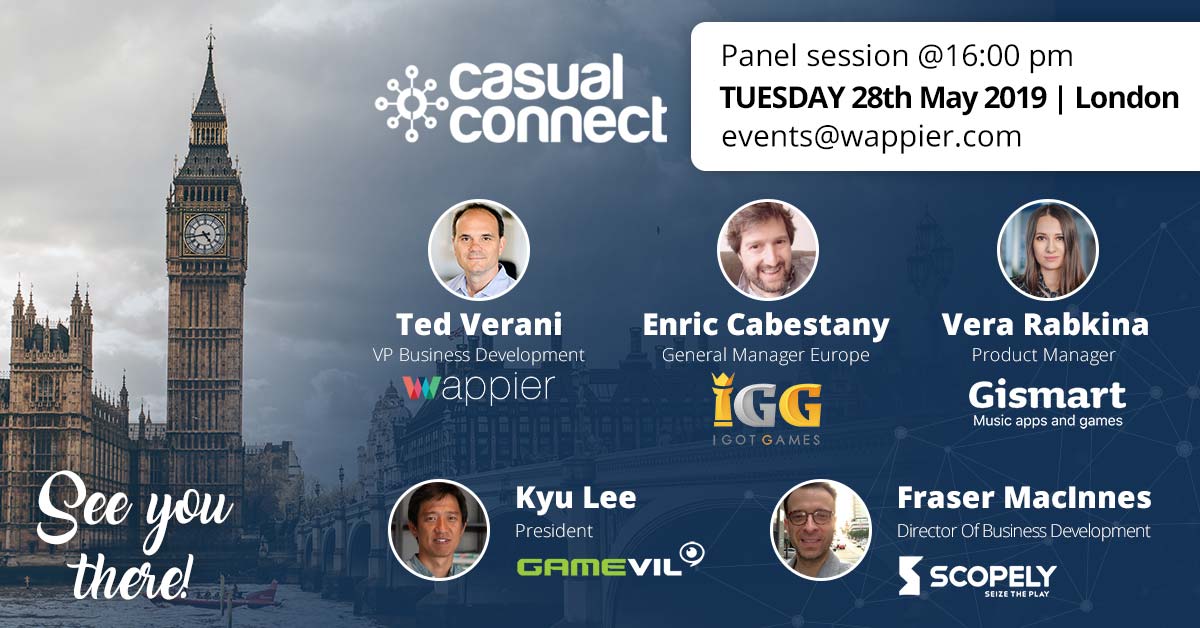 casual
connect
Panel session @16:00 pm
TUESDAY 28th May 2019 | London
events@wappier.com
Ted Verani
VP Business Development
wappier
Enric Cabestany
General Manager Europe
IGG
I GOT GAMES
Vera Rabkina
Product Manager
Gismart
Music apps and games
See you
there!
Kyu Lee
President
GAMEVIL
Fraser MacInnes
Director Of Business Development
SCOPELY
SEIZE THE PLAY